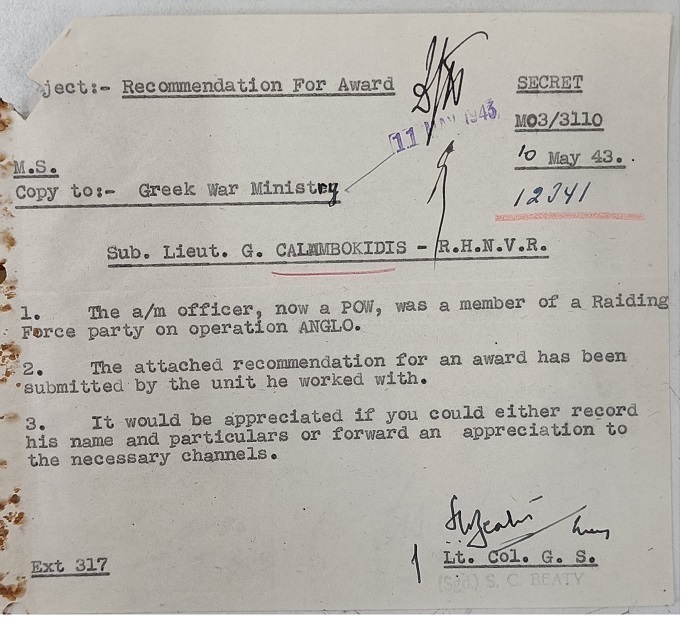 ject:- Recommendation For Award
SECRET
11 MAY 1943
MO3/3110
10 May 43.
M.S.
Copy to:- Greek War Ministry
12341
Sub. Lieut. G. CALAMBOKIDIS - R.H.N.V.R.
1. The a/m officer, now a POW, was a member of a Raiding
Force party on operation ANGLO.
2. The attached recommendation for an award has been
submitted by the unit he worked with.
3. It would be appreciated if you could either record
his name and particulars or forward an appreciation to
the necessary channels.
Ext 317
Lt. Col. G. S.
(Sgd.) S. C. BEATY